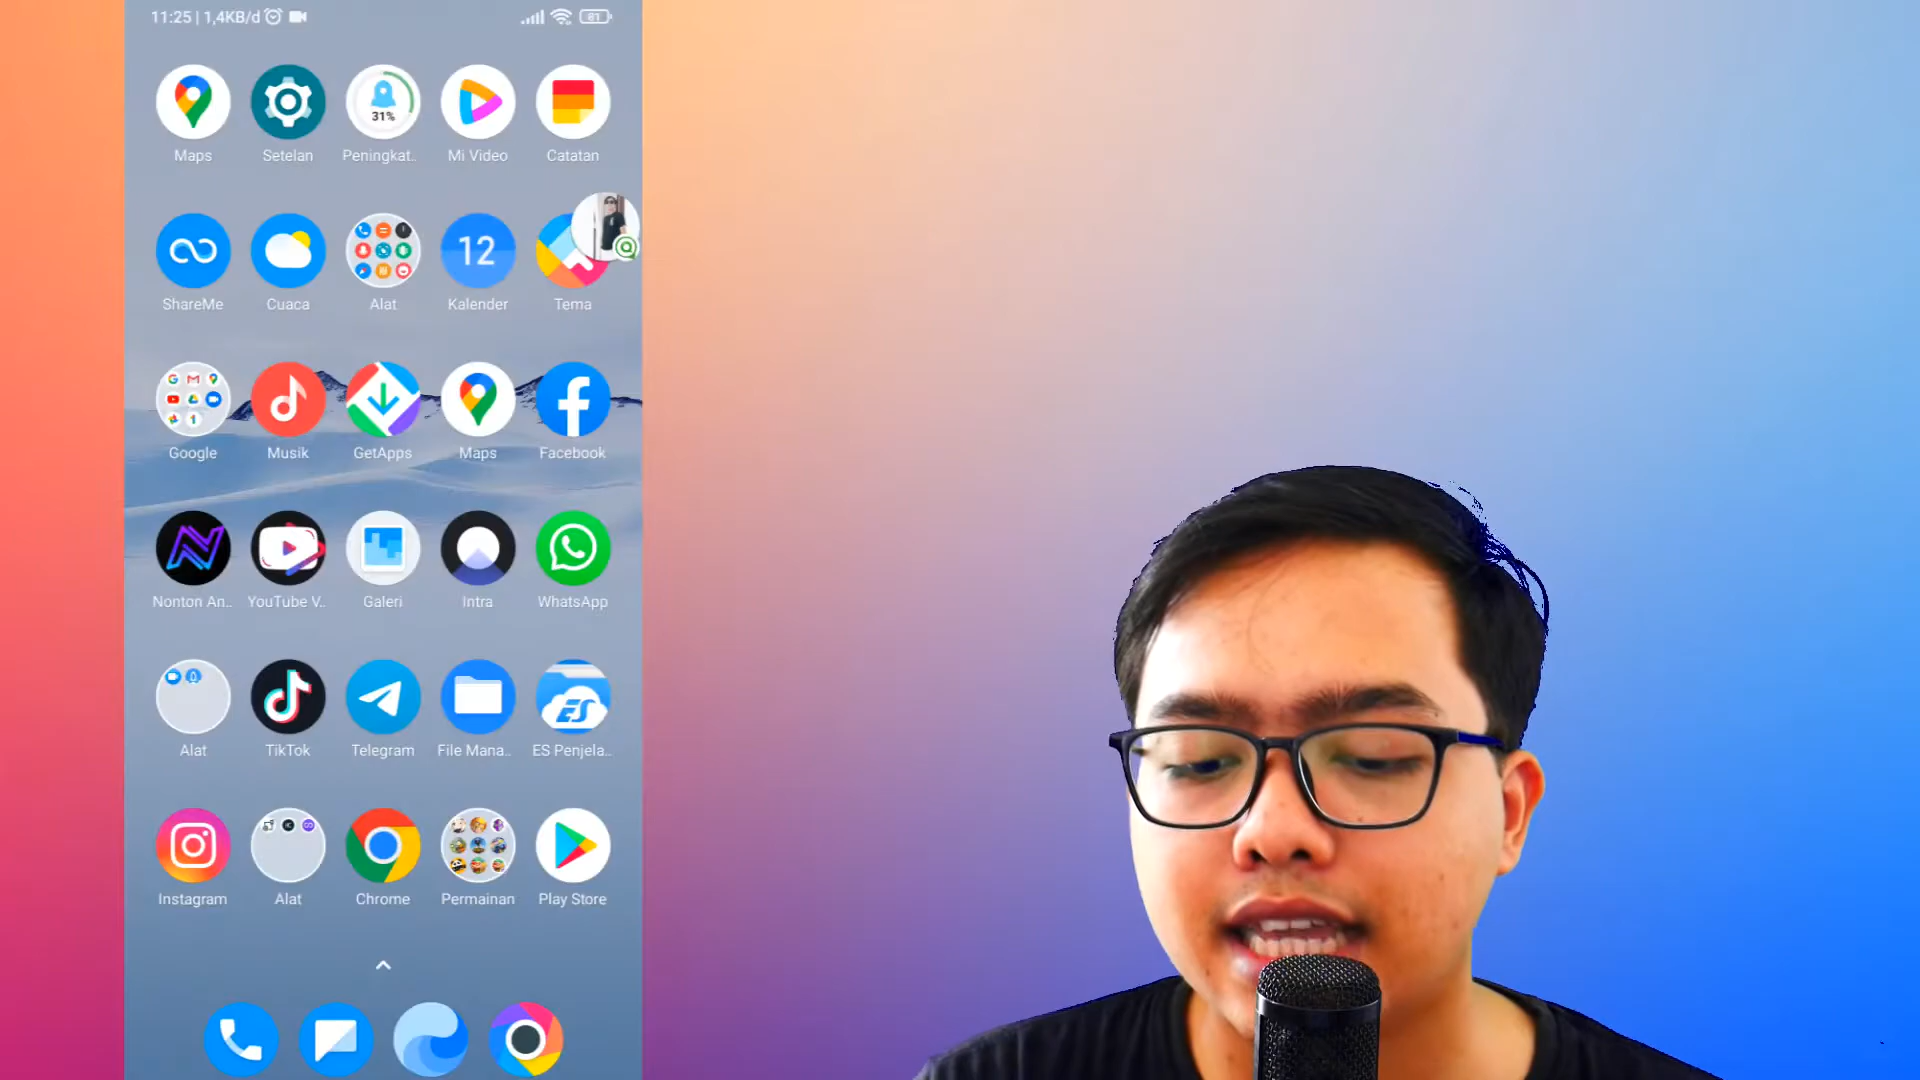 11:25 | 1,4KB/d 81
Maps Setelan Peningkat.. Mi Video Catatan
31%
ShareMe Cuaca Alat Kalender Tema
12
Google Musik GetApps Maps Facebook
Nonton An.. YouTube V.. Galeri Intra WhatsApp
Alat TikTok Telegram File Mana.. ES Penjela..
ES
Instagram Alat Chrome Permainan Play Store